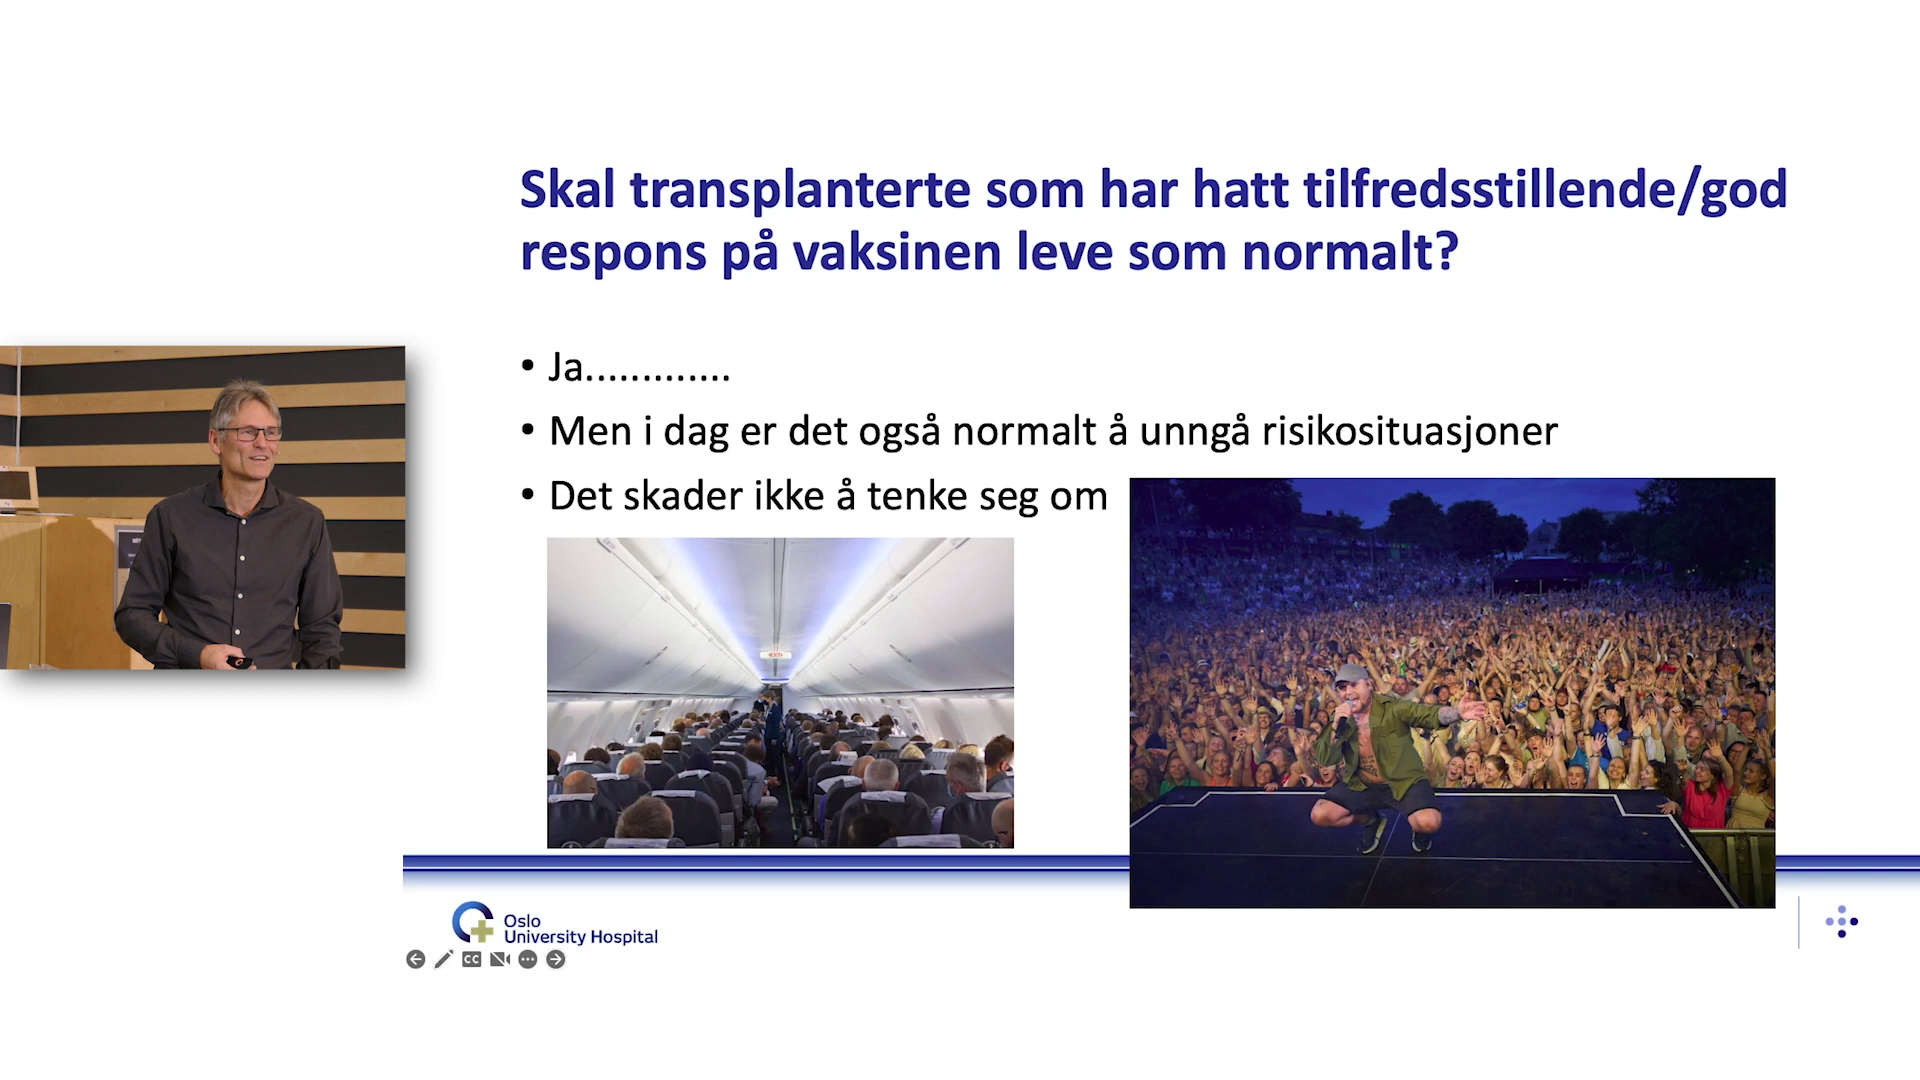 Skal transplanterte som har hatt tilfredsstillende/god
respons på vaksinen leve som normalt?
• Ja.............
• Men i dag er det også normalt å unngå risikosituasjoner
• Det skader ikke å tenke seg om
Oslo
University Hospital
CC